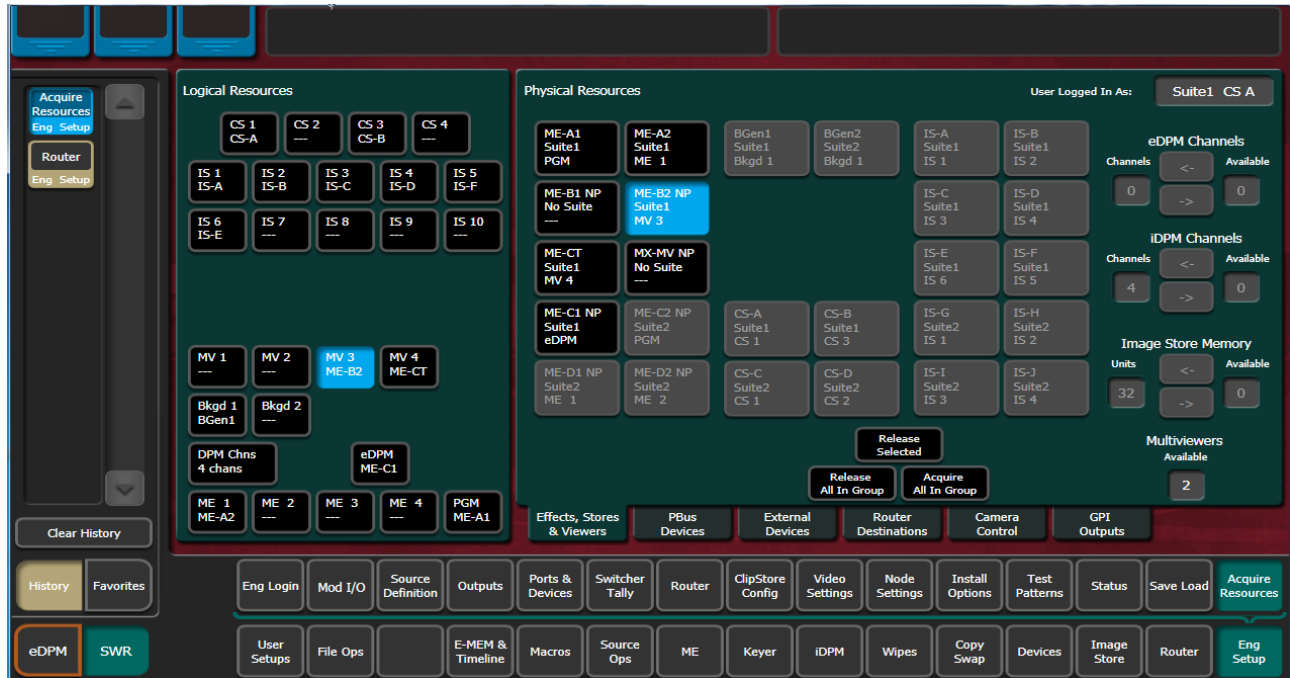 Acquire
Resources
Eng Setup
Router
Eng Setup
Clear History
History
Favorites
eDPM
SWR
Logical Resources
CS 1
CS-A
CS 2
---
CS 3
CS-B
CS 4
---
IS 1
IS-A
IS 2
IS-B
IS 3
IS-C
IS 4
IS-D
IS 5
IS-F
IS 6
IS-E
IS 7
---
IS 8
---
IS 9
---
IS 10
---
MV 1
---
MV 2
---
MV 3
ME-B2
MV 4
ME-CT
Bkgd 1
BGen1
Bkgd 2
---
DPM Chns
4 chans
eDPM
ME-C1
ME 1
ME-A2
ME 2
---
ME 3
---
ME 4
---
PGM
ME-A1
Physical Resources
User Logged In As:
Suite1 CS A
ME-A1
Suite1
PGM
ME-A2
Suite1
ME 1
BGen1
Suite1
Bkgd 1
BGen2
Suite2
Bkgd 1
IS-A
Suite1
IS 1
IS-B
Suite1
IS 2
ME-B1 NP
No Suite
---
ME-B2 NP
Suite1
MV 3
IS-C
Suite1
IS 3
IS-D
Suite1
IS 4
ME-CT
Suite1
MV 4
MX-MV NP
No Suite
---
IS-E
Suite1
IS 6
IS-F
Suite1
IS 5
ME-C1 NP
Suite1
eDPM
ME-C2 NP
Suite2
PGM
CS-A
Suite1
CS 1
CS-B
Suite1
CS 3
IS-G
Suite2
IS 1
IS-H
Suite2
IS 2
ME-D1 NP
Suite2
ME 1
ME-D2 NP
Suite2
ME 2
CS-C
Suite2
CS 1
CS-D
Suite2
CS 2
IS-I
Suite2
IS 3
IS-J
Suite2
IS 4
eDPM Channels
Channels
<-
Available
0
->
0
iDPM Channels
Channels
<-
Available
4
->
0
Image Store Memory
Units
<-
Available
32
->
0
Multiviewers
Available
2
Release
Selected
Release
All In Group
Acquire
All In Group
Effects, Stores
& Viewers
PBus
Devices
External
Devices
Router
Destinations
Camera
Control
GPI
Outputs
Eng Login
Mod I/O
Source
Definition
Outputs
Ports &
Devices
Switcher
Tally
Router
ClipStore
Config
Video
Settings
Node
Settings
Install
Options
Test
Patterns
Status
Save Load
Acquire
Resources
User
Setups
File Ops
E-MEM &
Timeline
Macros
Source
Ops
ME
Keyer
iDPM
Wipes
Copy
Swap
Devices
Image
Store
Router
Eng
Setup